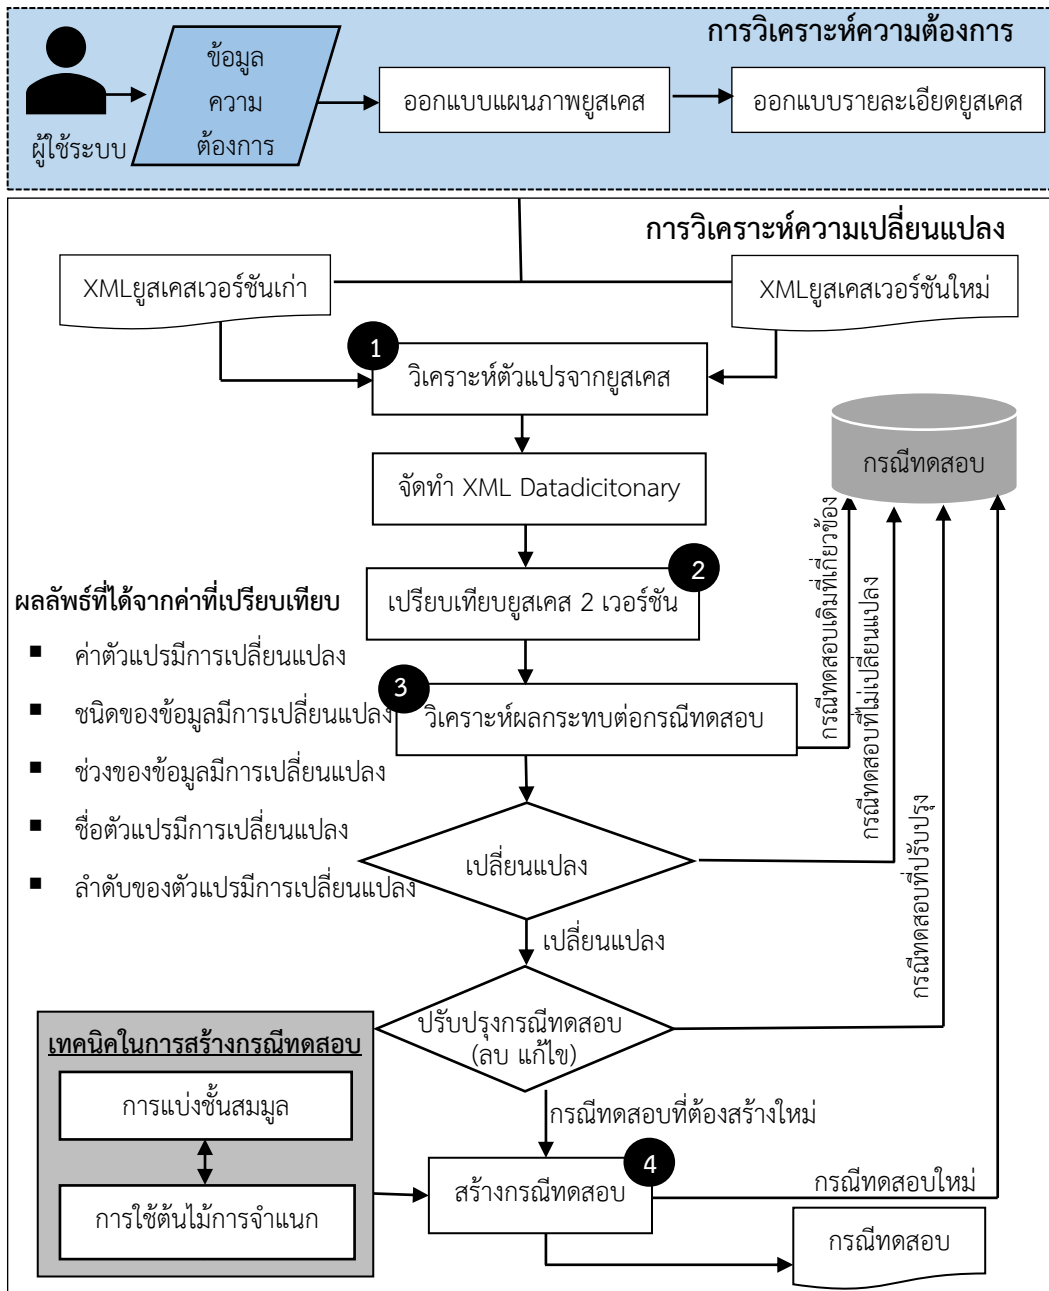 การวิเคราะห์ความต้องการ
ข้อมูล
ความ
ต้องการ
ผู้ใช้ระบบ
ออกแบบแผนภาพยูสเคส
ออกแบบรายละเอียดยูสเคส
การวิเคราะห์ความเปลี่ยนแปลง
XMLยูสเคสเวอร์ชันเก่า
XMLยูสเคสเวอร์ชันใหม่
1
วิเคราะห์ตัวแปรจากยูสเคส
กรณีทดสอบ
จัดทำ XML Datadicitonary
2
เปรียบเทียบยูสเคส 2 เวอร์ชัน
ผลลัพธ์ที่ได้จากค่าที่เปรียบเทียบ
■ ค่าตัวแปรมีการเปลี่ยนแปลง
■ ชนิดของข้อมูลมีการเปลี่ยนแปลง
■ ช่วงของข้อมูลมีการเปลี่ยนแปลง
■ ชื่อตัวแปรมีการเปลี่ยนแปลง
■ ลำดับของตัวแปรมีการเปลี่ยนแปลง
3
วิเคราะห์ผลกระทบต่อกรณีทดสอบ
กรณีทดสอบเดิมที่เกี่ยวข้อง
กรณีทดสอบที่ไม่เปลี่ยนแปลง
กรณีทดสอบที่ปรับปรุง
เปลี่ยนแปลง
เปลี่ยนแปลง
ปรับปรุงกรณีทดสอบ
(ลบ แก้ไข)
เทคนิคในการสร้างกรณีทดสอบ
การแบ่งชั้นสมมูล
การใช้ต้นไม้การจำแนก
กรณีทดสอบที่ต้องสร้างใหม่
4
สร้างกรณีทดสอบ
กรณีทดสอบใหม่
กรณีทดสอบ